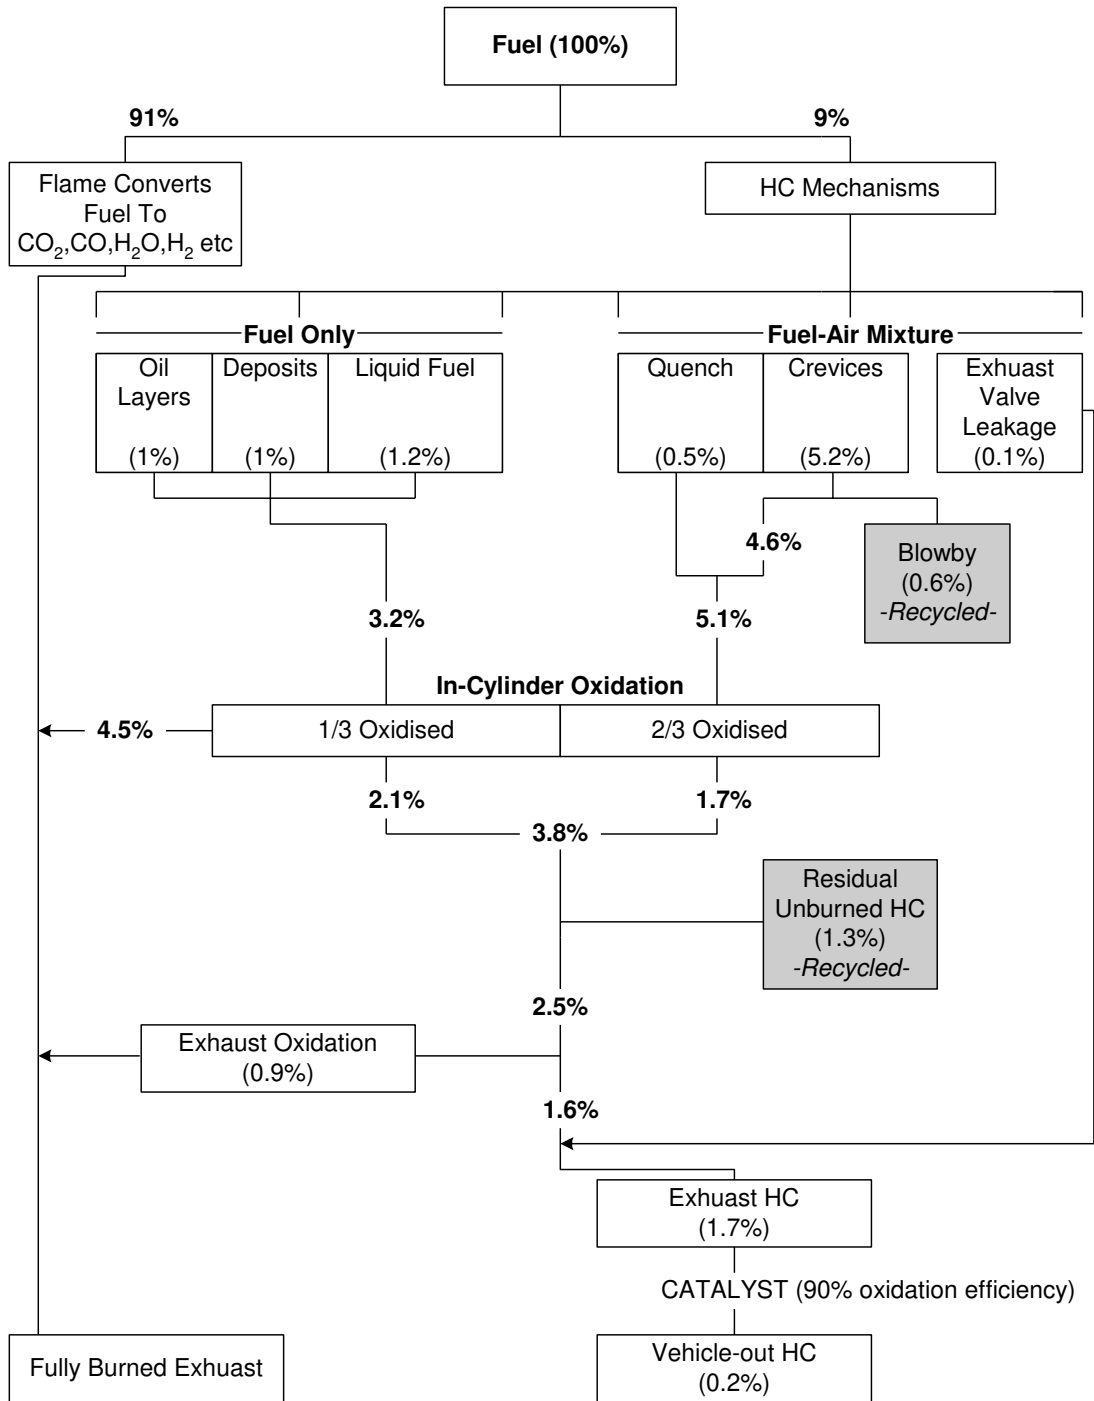 Fuel (100%)
91%
9%
Flame Converts
Fuel To
CO₂,CO,H₂O,H₂ etc
HC Mechanisms
Fuel Only
Fuel-Air Mixture
Oil
Layers
(1%)
Deposits
(1%)
Liquid Fuel
(1.2%)
Quench
(0.5%)
Crevices
(5.2%)
Exhuast
Valve
Leakage
(0.1%)
4.6%
Blowby
(0.6%)
-Recycled-
3.2%
5.1%
In-Cylinder Oxidation
4.5%
1/3 Oxidised
2/3 Oxidised
2.1%
1.7%
3.8%
Residual
Unburned HC
(1.3%)
-Recycled-
2.5%
Exhaust Oxidation
(0.9%)
1.6%
Exhuast HC
(1.7%)
CATALYST (90% oxidation efficiency)
Fully Burned Exhuast
Vehicle-out HC
(0.2%)